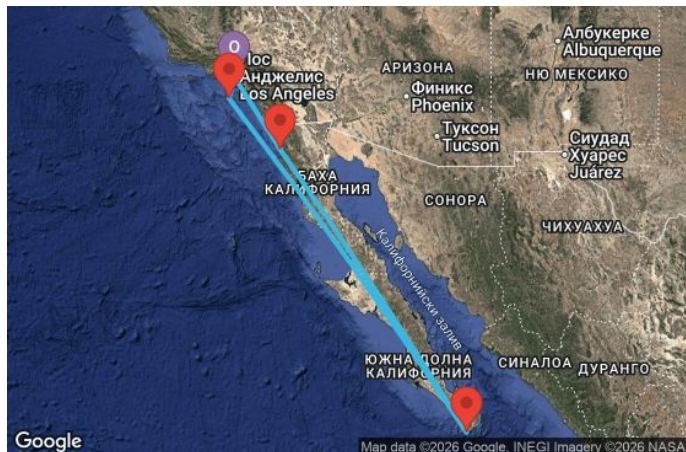 Албукерке
Albuquerque
О
Лос
Анджелис
Los Angeles
АРИЗОНА
НЮ МЕКСИКО
Финикс
Phoenix
Туксон
Tucson
Сиудад
Хуарес
Juárez
БАХА
КАЛИФОРНИЯ
СОНОРА
ЧИХУАХУА
Калифорнийски залив
ЮЖНА ДОЛНА
КАЛИФОРНИЯ
СИНАЛОА
ДУРАНГО
Google
Map data ©2026 Google, INEGI Imagery ©2026 NASA